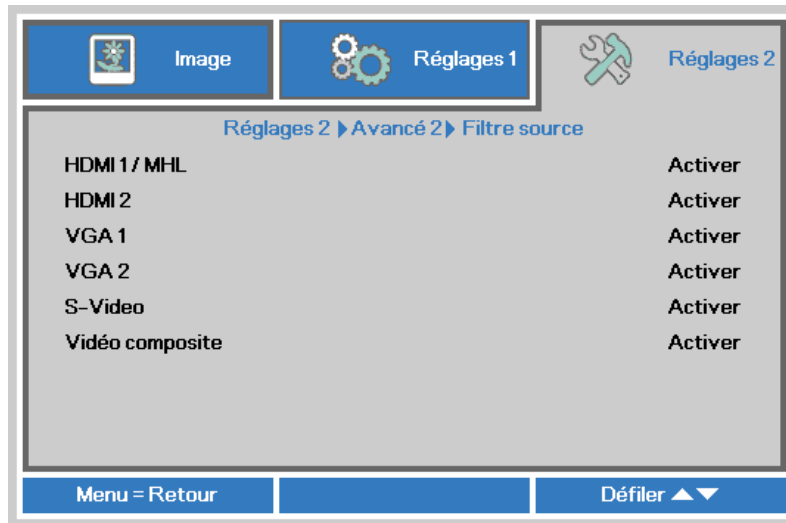 Image
Réglages 1
Réglages 2
Réglages 2 ▶ Avancé 2 ▶ Filtre source
HDMI 1 / MHL Activer
HDMI 2 Activer
VGA 1 Activer
VGA 2 Activer
S-Video Activer
Vidéo composite Activer
Menu = Retour
Défiler ▲▼